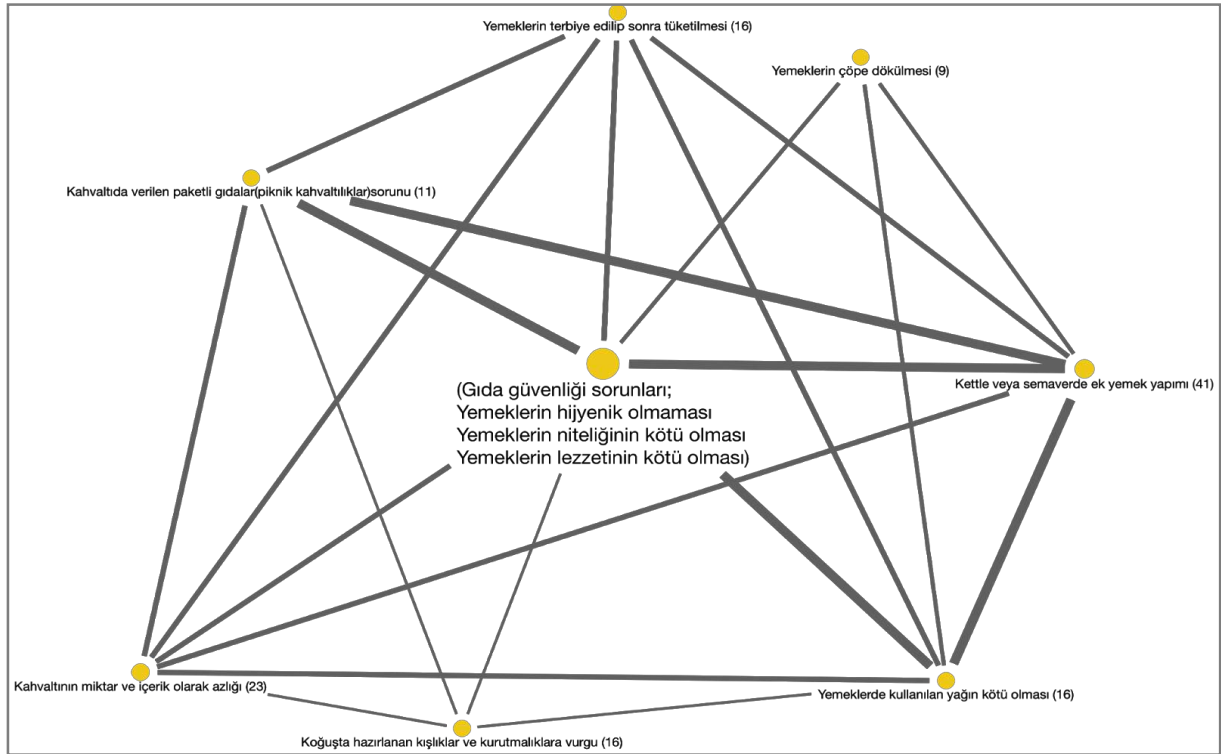 Yemeklerin terbiye edilip sonra tüketilmesi (16)
Yemeklerin çöpe dökülmesi (9)
Kahvaltıda verilen paketli gıdalar(piknik kahvaltılıklar)sorunu (11)
Kettle veya semaverde ek yemek yapımı (41)
(Gıda güvenliği sorunları;
Yemeklerin hijyenik olmaması
Yemeklerin niteliğinin kötü olması
Yemeklerin lezzetinin kötü olması)
Kahvaltının miktar ve içerik olarak azlığı (23)
Yemeklerde kullanılan yağın kötü olması (16)
Koğuşta hazırlanan kışlıklar ve kurutmalıklara vurgu (16)